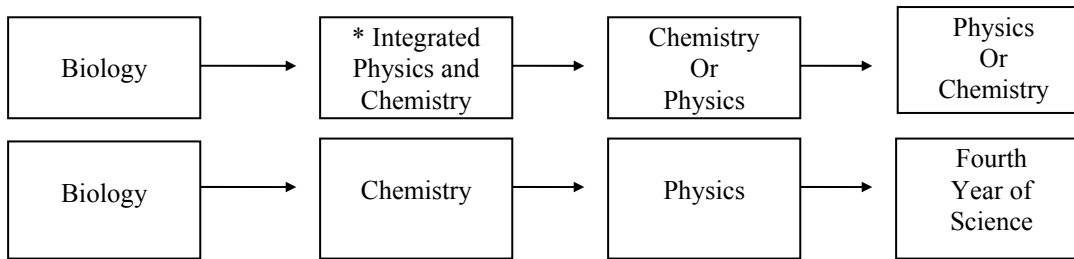 Biology
* Integrated
Physics and
Chemistry
Chemistry
Or
Physics
Physics
Or
Chemistry
Biology
Chemistry
Physics
Fourth
Year of
Science